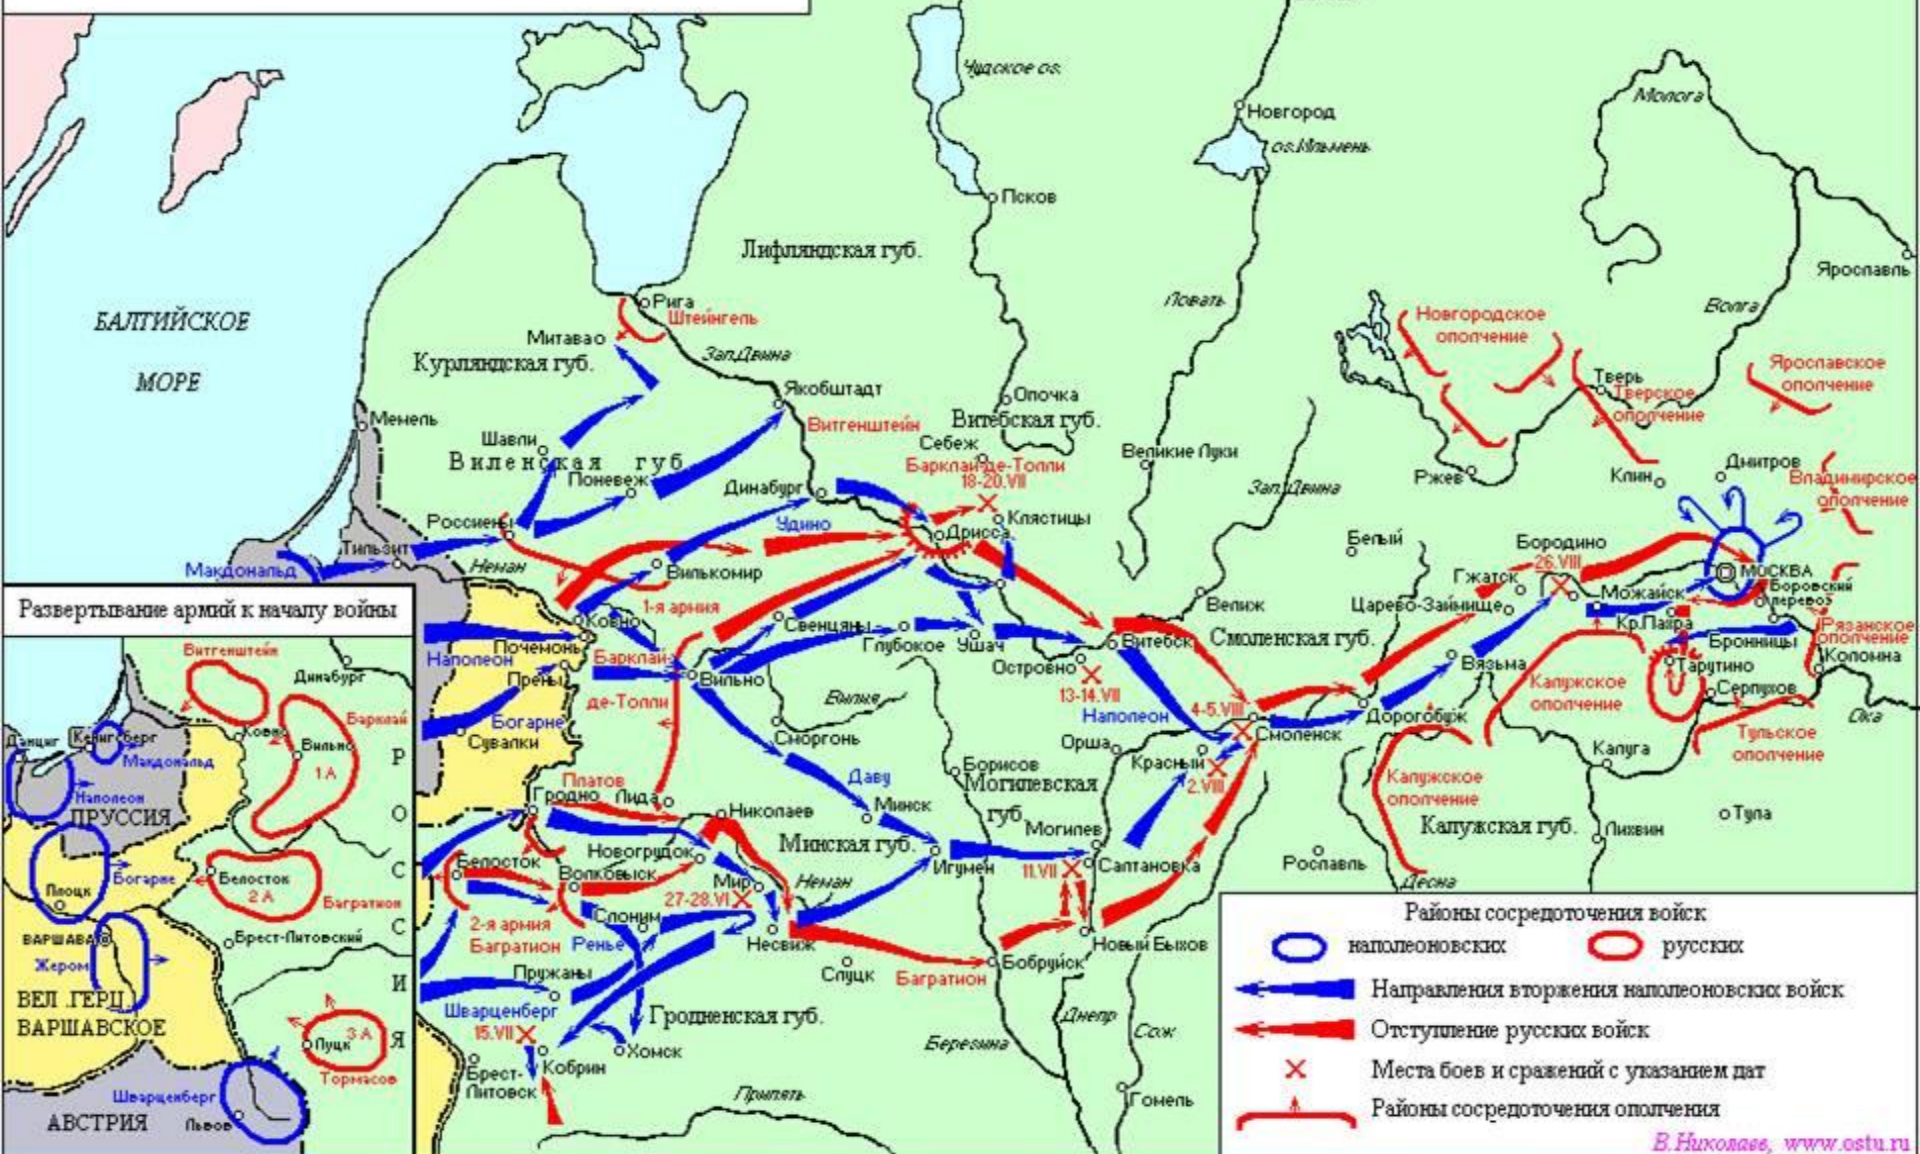 Чудское оз.
Новгород
оз.Ильмень
Молога
Псков
Лифляндская губ.
Ярославль
Ловать
Волга
БАЛТИЙСКОЕ
МОРЕ
Рига
Штейнгель
Митава
Зап.Двина
Курляндская губ.
Новгородское
ополчение
Ярославское
ополчение
Тверь
Тверское
ополчение
Якобштадт
Опочка
Витебская губ.
Мемель
Витгенштейн
Себеж
Шавли
Виленская губ
Поневеж
Динабург
Барклай-де-Толли
18-20.VII
Великие Луки
Зап.Двина
Ржев
Клин
Дмитров
Владимирское
ополчение
Россиены
Удино
Дрисса
Клястицы
Белый
Бородино
26.VIII
Тильзит
Неман
Макдональд
Вилькомир
Гжатск
Можайск
МОСКВА
Боровский
перевоз
1-я армия
Велиж
Царево-Займище
Кр.Пахра
Рязанское
ополчение
Ковно
Свенцяны
Глубокое
Ушач
Витебск
Смоленская губ.
Бронницы
Коломна
Почемонь
Наполеон
Барклай-
де-Толли
Вильно
Островно
13-14.VII
Вязьма
Тарутино
Серпухов
Прены
Богарне
Сувалки
Вилия
Сморгонь
Наполеон
4-5.VIII
Смоленск
Дорогобуж
Калужское
ополчение
Тульское
ополчение
Ока
Орша
Красный
2.VIII
Калуга
Платов
Гродно
Лида
Николаев
Даву
Минск
Борисов
Могилевская
губ.
Калужское
ополчение
Тула
Минская губ.
Могилев
Калужская губ.
Лихвин
Белосток
Новогрудок
Волковыск
Игумен
11.VII
Салтановка
Рославль
Десна
Мир
Неман
27-28.VI
Слоним
2-я армия
Багратион
Ренье
Несвиж
Слуцк
Багратион
Бобруйск
Новый Быхов
Пружаны
Шварценберг
15.VII
Гродненская губ.
Березина
Днепр
Сож
Хомск
Кобрин
Брест-
Литовск
Припять
Гомель
Развертывание армий к началу войны
Витгенштейн
Динабург
Барклай
Данциг
Кенигсберг
Ковно
Вильно
Макдональд
1 А
Наполеон
ПРУССИЯ
Богарне
Плоцк
Белосток
2 А
Багратион
ВАРШАВА
Брест-Литовский
Жером
ВЕЛ .ГЕРЦ.
ВАРШАВСКОЕ
3 А
Луцк
Тормасов
Шварценберг
АВСТРИЯ
Львов
Р
О
С
С
И
Я
Районы сосредоточения войск
наполеоновских
русских
Направления вторжения наполеоновских войск
Отступление русских войск
Места боев и сражений с указанием дат
Районы сосредоточения ополчения
В.Николаев, www.ostu.ru